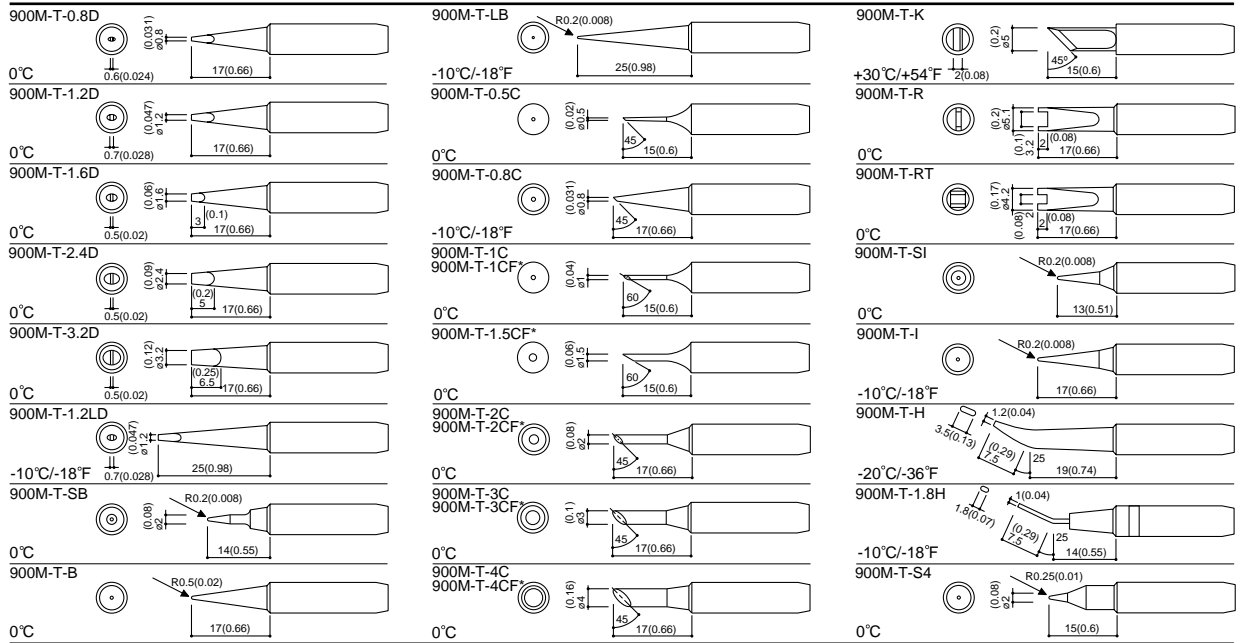 900M-T-0.8D
(0.031)
ø0.8
0°C
0.6(0.024)
17(0.66)
900M-T-1.2D
(0.047)
ø1.2
0°C
0.7(0.028)
17(0.66)
900M-T-1.6D
(0.06)
ø1.6
(0.1)
3
0°C
0.5(0.02)
17(0.66)
900M-T-2.4D
(0.09)
ø2.4
(0.2)
5
0°C
0.5(0.02)
17(0.66)
900M-T-3.2D
(0.12)
ø3.2
(0.25)
6.5
0°C
0.5(0.02)
17(0.66)
900M-T-1.2LD
(0.047)
ø1.2
-10°C/-18°F
0.7(0.028)
25(0.98)
900M-T-SB
R0.2(0.008)
(0.08)
ø2
0°C
14(0.55)
900M-T-B
R0.5(0.02)
0°C
17(0.66)
900M-T-LB
R0.2(0.008)
-10°C/-18°F
25(0.98)
900M-T-0.5C
(0.02)
ø0.5
45
0°C
15(0.6)
900M-T-0.8C
(0.031)
ø0.8
45
-10°C/-18°F
17(0.66)
900M-T-1C
900M-T-1CF*
(0.04)
ø1
60
0°C
15(0.6)
900M-T-1.5CF*
(0.06)
ø1.5
60
0°C
15(0.6)
900M-T-2C
900M-T-2CF*
(0.08)
ø2
45
0°C
17(0.66)
900M-T-3C
900M-T-3CF*
(0.1)
ø3
45
0°C
17(0.66)
900M-T-4C
900M-T-4CF*
(0.16)
ø4
45
0°C
17(0.66)
900M-T-K
(0.2)
ø5
45°
+30°C/+54°F
2(0.08)
15(0.6)
900M-T-R
(0.2)
ø5.1
(0.1)
3.2
2
(0.08)
0°C
17(0.66)
900M-T-RT
(0.17)
ø4.2
2
(0.08)
2
(0.08)
0°C
17(0.66)
900M-T-SI
R0.2(0.008)
0°C
13(0.51)
900M-T-I
R0.2(0.008)
-10°C/-18°F
17(0.66)
900M-T-H
1.2(0.04)
3.5(0.13)
(0.29)
7.5
25
-20°C/-36°F
19(0.74)
900M-T-1.8H
1(0.04)
1.8(0.07)
(0.29)
7.5
25
-10°C/-18°F
14(0.55)
900M-T-S4
R0.25(0.01)
(0.08)
ø2
0°C
15(0.6)